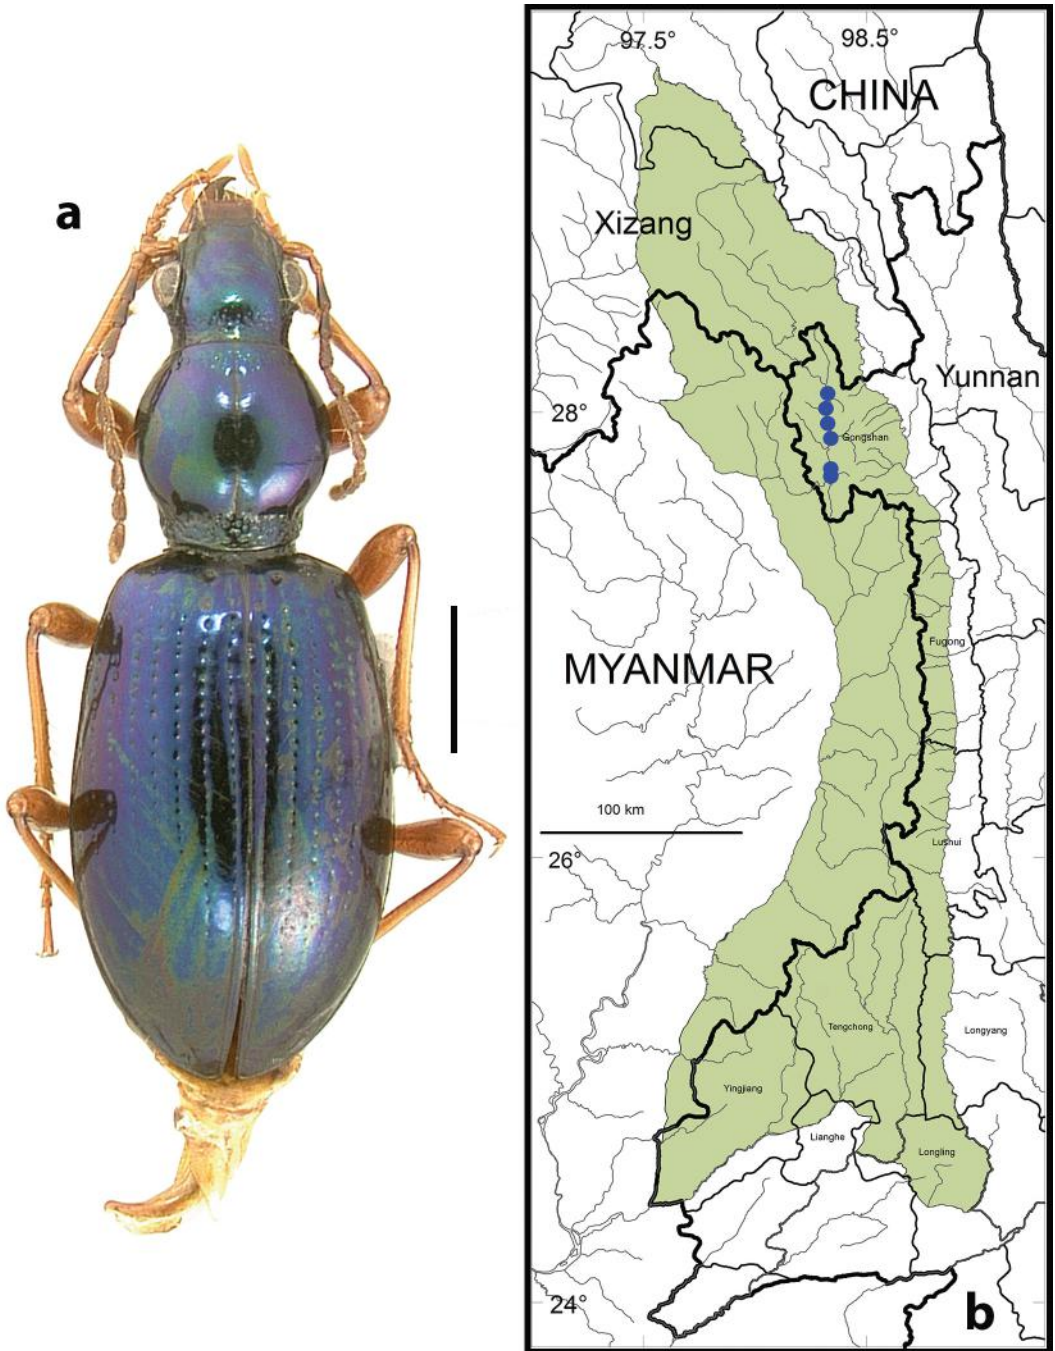 a
97.5°
98.5°
CHINA
Xizang
Yunnan
28°
Gongshan
Fugong
MYANMAR
100 km
Lushui
26°
Tengchong
Longyang
Yingjiang
Lianghe
Longling
24°
b